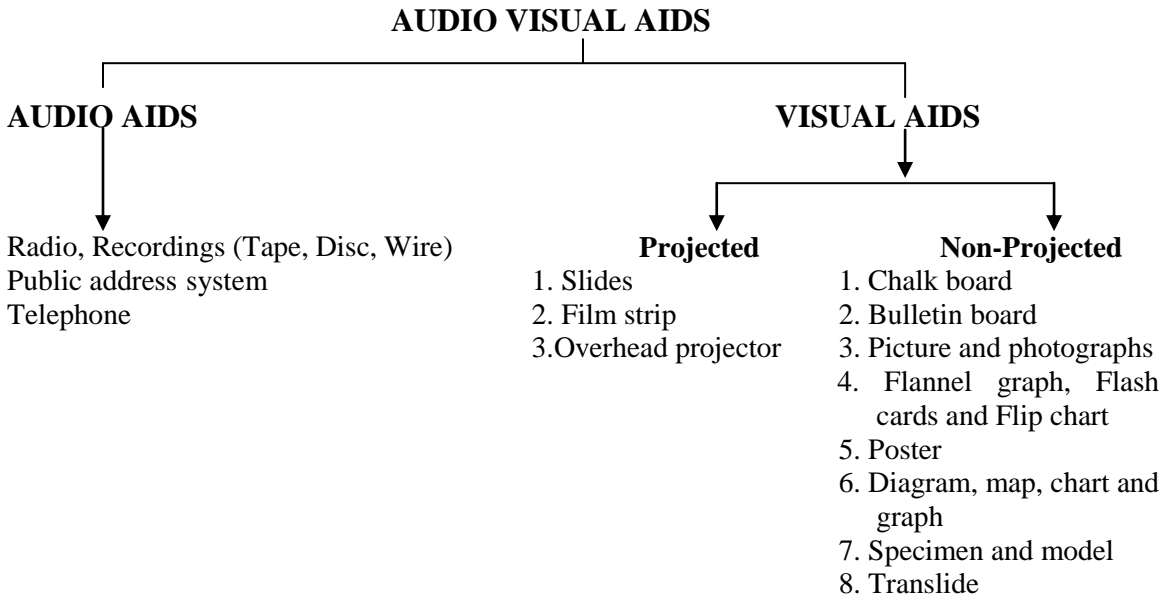 AUDIO VISUAL AIDS
AUDIO AIDS
VISUAL AIDS
Radio, Recordings (Tape, Disc, Wire)
Public address system
Telephone
Projected
1. Slides
2. Film strip
3.Overhead projector
Non-Projected
1. Chalk board
2. Bulletin board
3. Picture and photographs
4. Flannel graph, Flash
cards and Flip chart
5. Poster
6. Diagram, map, chart and
graph
7. Specimen and model
8. Translide